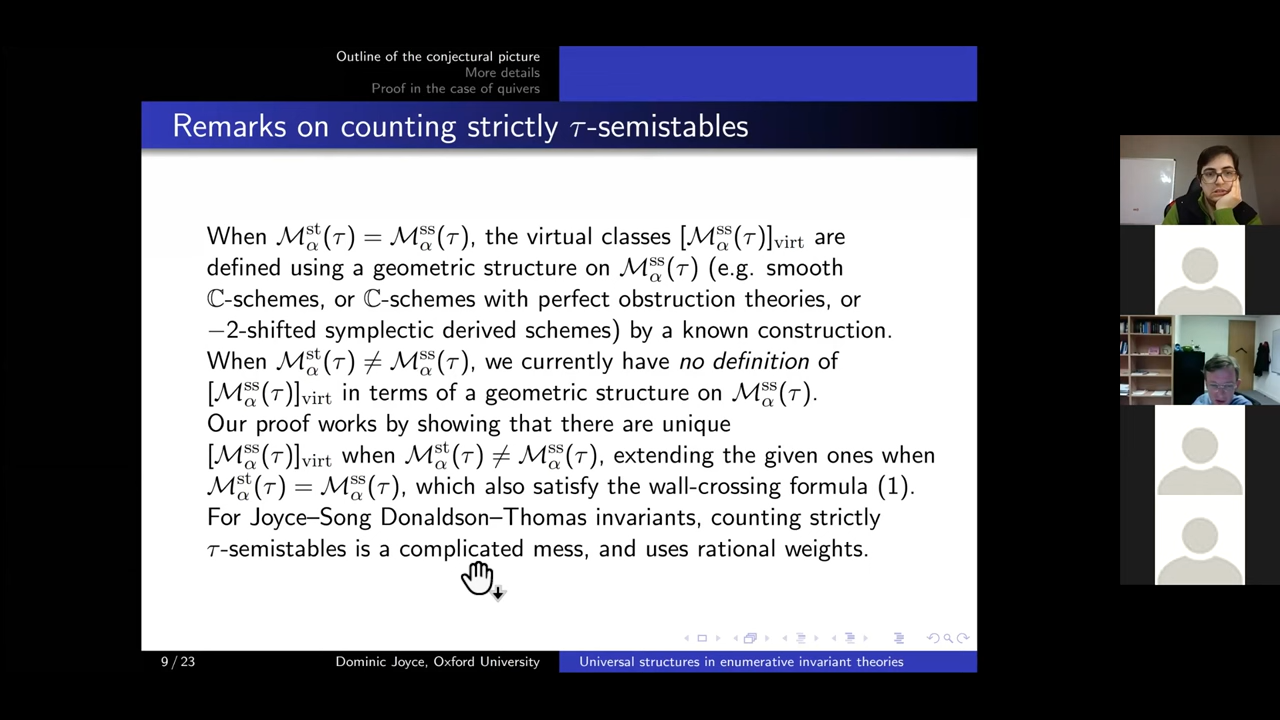 Outline of the conjectural picture
More details
Proof in the case of quivers
Remarks on counting strictly τ-semistables
When ℳ^st_α(τ) = ℳ^ss_α(τ), the virtual classes [ℳ^ss_α(τ)]_virt are
defined using a geometric structure on ℳ^ss_α(τ) (e.g. smooth
ℂ-schemes, or ℂ-schemes with perfect obstruction theories, or
−2-shifted symplectic derived schemes) by a known construction.
When ℳ^st_α(τ) ≠ ℳ^ss_α(τ), we currently have no definition of
[ℳ^ss_α(τ)]_virt in terms of a geometric structure on ℳ^ss_α(τ).
Our proof works by showing that there are unique
[ℳ^ss_α(τ)]_virt when ℳ^st_α(τ) ≠ ℳ^ss_α(τ), extending the given ones when
ℳ^st_α(τ) = ℳ^ss_α(τ), which also satisfy the wall-crossing formula (1).
For Joyce–Song Donaldson–Thomas invariants, counting strictly
τ-semistables is a complicated mess, and uses rational weights.
9 / 23
Dominic Joyce, Oxford University
Universal structures in enumerative invariant theories